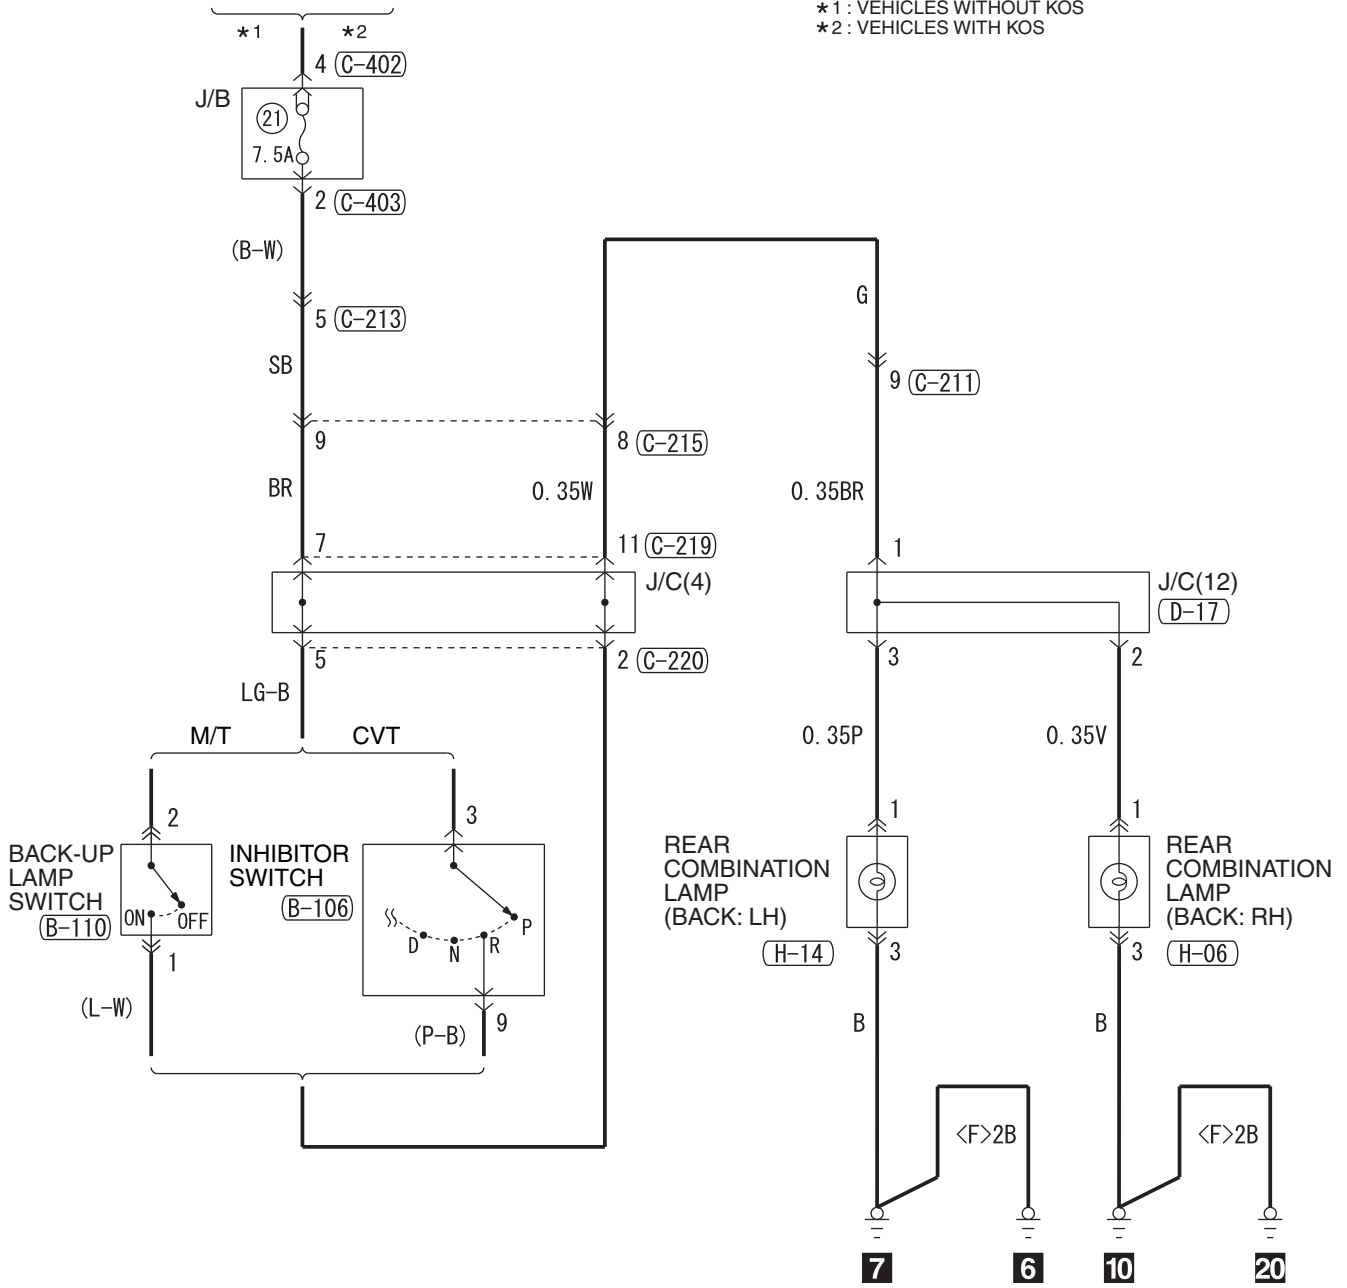 *1 : VEHICLES WITHOUT KOS
*2 : VEHICLES WITH KOS
*1
*2
4 C-402
J/B
21
7.5A
2 C-403
(B-W)
5 C-213
SB
G
9 C-211
9
8 C-215
BR
0.35W
0.35BR
7
11 C-219
1
J/C(4)
J/C(12)
D-17
5
2 C-220
3
2
LG-B
M/T
CVT
0.35P
0.35V
2
3
1
1
BACK-UP
LAMP
SWITCH
B-110
ON
OFF
INHIBITOR
SWITCH
B-106
D
N
R
P
REAR
COMBINATION
LAMP
(BACK: LH)
H-14
REAR
COMBINATION
LAMP
(BACK: RH)
H-06
1
9
3
3
(L-W)
(P-B)
B
B
<F>2B
<F>2B
7
6
10
20